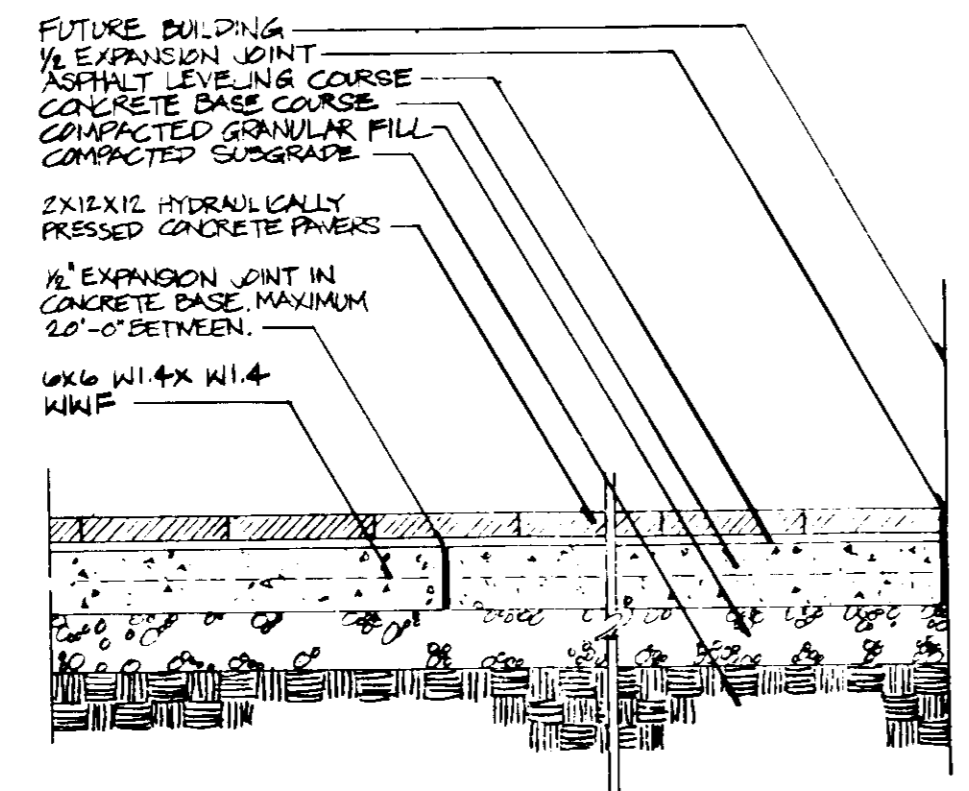 FUTURE BUILDING
1/2 EXPANSION JOINT
ASPHALT LEVELING COURSE
CONCRETE BASE COURSE
COMPACTED GRANULAR FILL
COMPACTED SUBGRADE
2X12X12 HYDRAULICALLY
PRESSED CONCRETE PAVERS
1/2" EXPANSION JOINT IN
CONCRETE BASE. MAXIMUM
20'-0" BETWEEN.
6X6 W1.4X W1.4
WWF